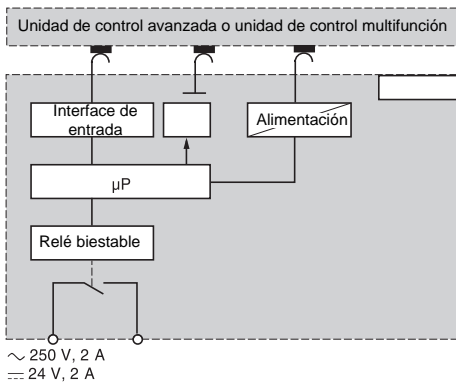 Unidad de control avanzada o unidad de control multifunción
Interface de
entrada
Alimentación
µP
Relé biestable
250 V, 2 A
24 V, 2 A